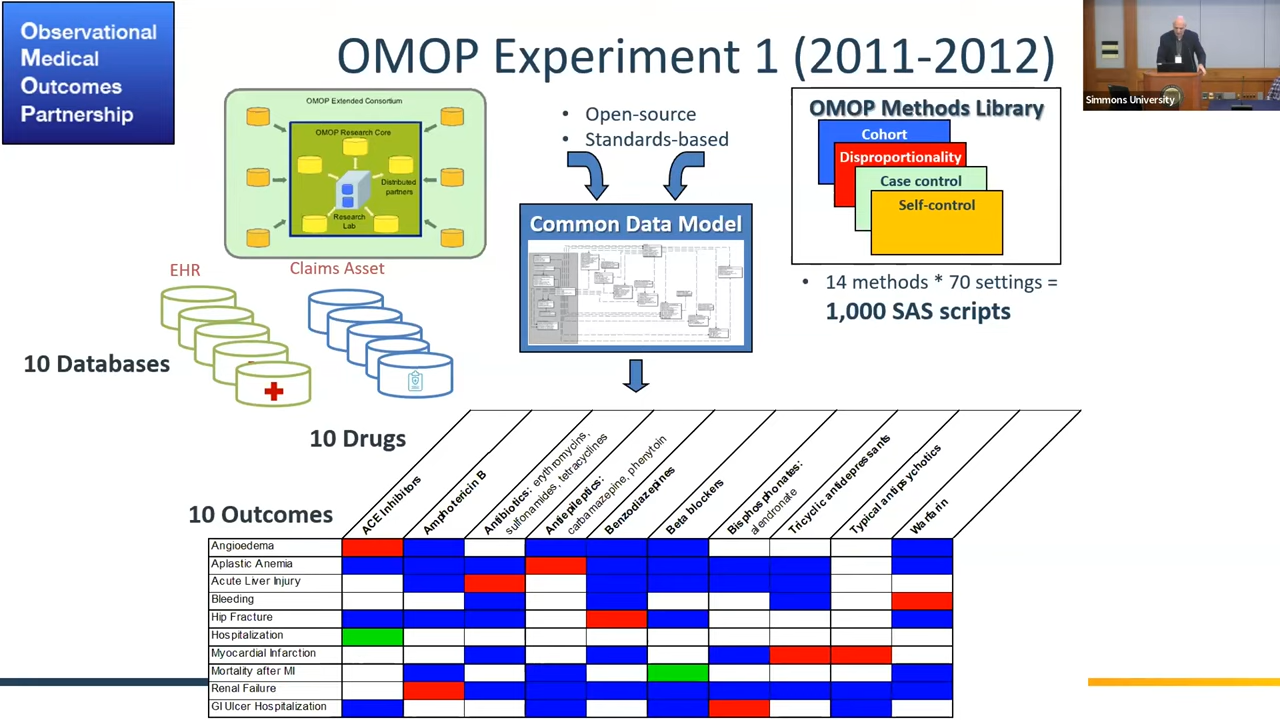 Observational
Medical
Outcomes
Partnership
OMOP Experiment 1 (2011-2012)
Simmons University
OMOP Extended Consortium
OMOP Research Core
Distributed
partners
Research
Lab
• Open-source
• Standards-based
Common Data Model
OMOP Methods Library
Cohort
Disproportionality
Case control
Self-control
• 14 methods * 70 settings =
1,000 SAS scripts
EHR
Claims Asset
10 Databases
10 Drugs
10 Outcomes
ACE Inhibitors
Amphotericin B
Antibiotics: erythromycins,
sulfonamides, tetracyclines
Antiepileptics:
carbamazepine, phenytoin
Benzodiazepines
Beta blockers
Bisphosphonates:
alendronate
Tricyclic antidepressants
Typical antipsychotics
Warfarin
Angioedema
Aplastic Anemia
Acute Liver Injury
Bleeding
Hip Fracture
Hospitalization
Myocardial Infarction
Mortality after MI
Renal Failure
GI Ulcer Hospitalization